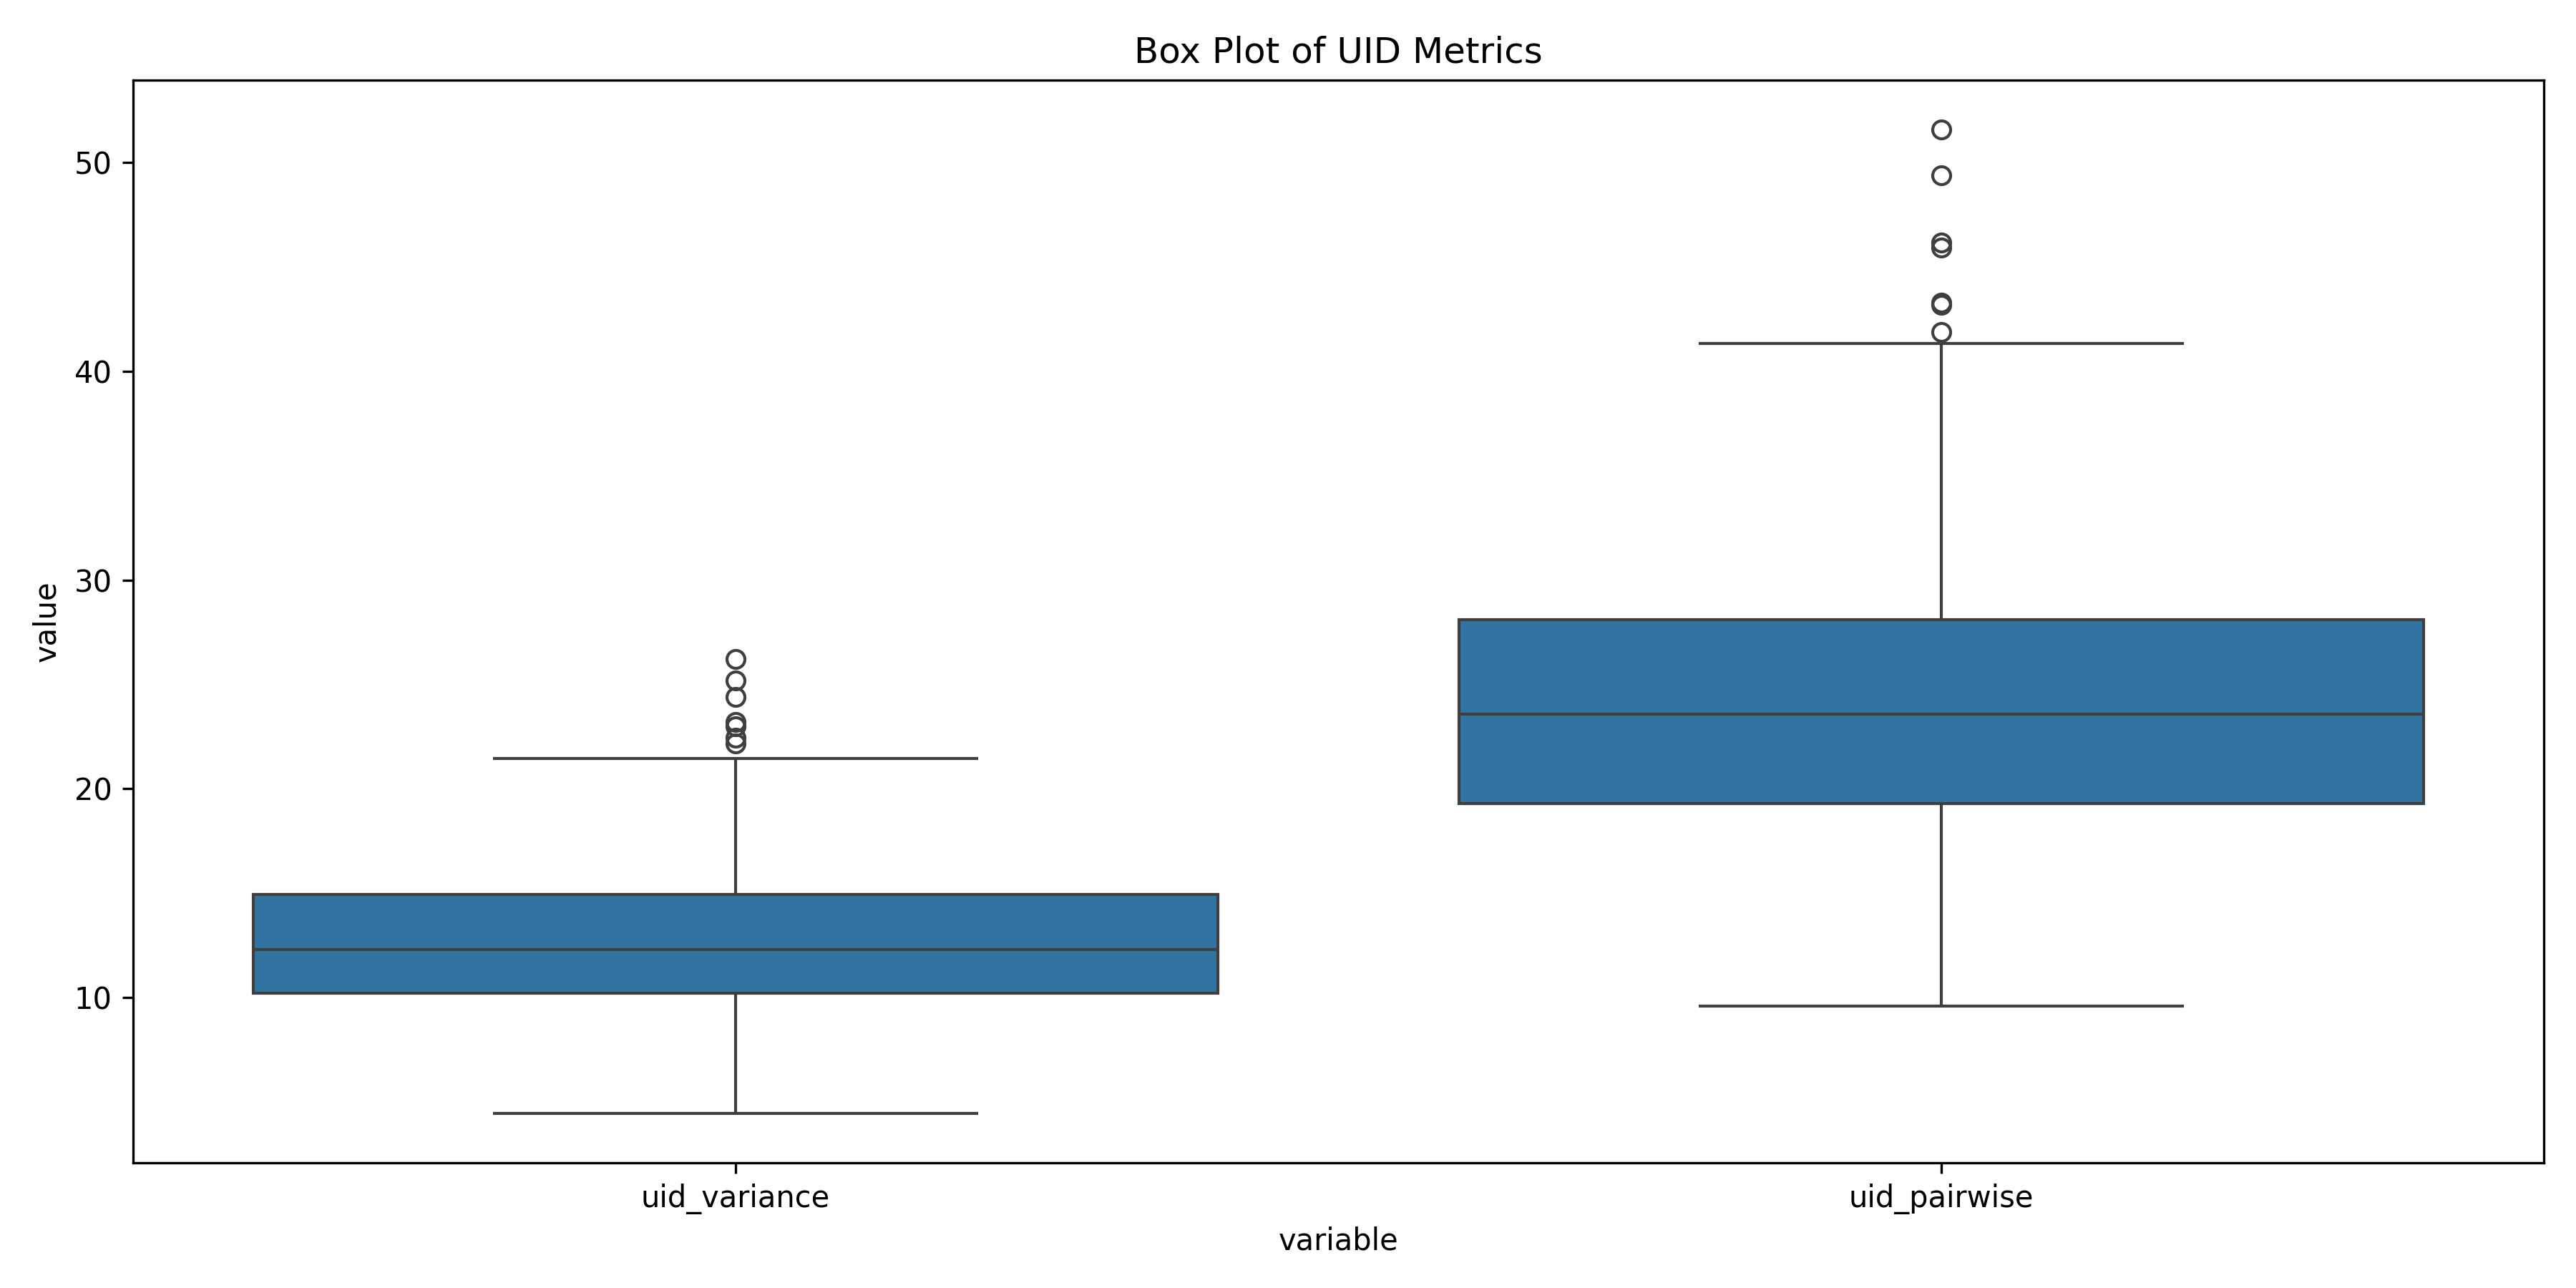 Box Plot of UID Metrics
50
40
30
20
10
value
uid_variance
uid_pairwise
variable